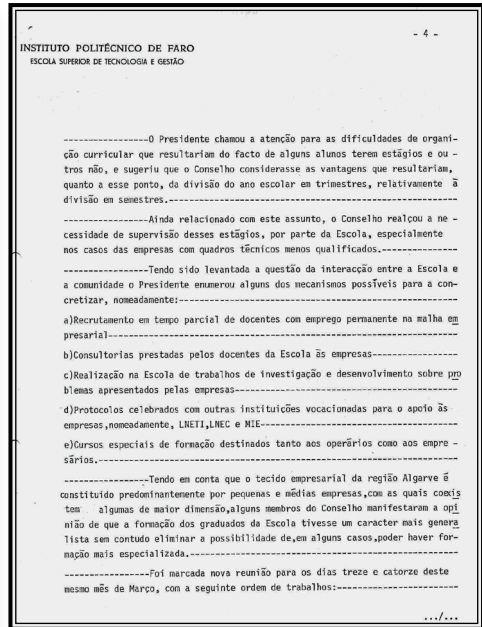 - 4 -
INSTITUTO POLITÉCNICO DE FARO
ESCOLA SUPERIOR DE TECNOLOGIA E GESTÃO
-----------------O Presidente chamou a atenção para as dificuldades de organi-
ção curricular que resultariam do facto de alguns alunos terem estágios e ou -
tros não, e sugeriu que o Conselho considerasse as vantagens que resultariam,
quanto a esse ponto, da divisão do ano escolar em trimestres, relativamente à
divisão em semestres.--------------------------------------------------
-----------------Ainda relacionado com este assunto, o Conselho realçou a ne -
cessidade de supervisão desses estágios, por parte da Escola, especialmente
nos casos das empresas com quadros técnicos menos qualificados.---------------
-----------------Tendo sido levantada a questão da interacção entre a Escola e
a comunidade o Presidente enumerou alguns dos mecanismos possíveis para a con-
cretizar, nomeadamente:--------------------------------------------------
a)Recrutamento em tempo parcial de docentes com emprego permanente na malha em
presarial--------------------------------------------------
b)Consultorias prestadas pelos docentes da Escola às empresas-----------------
c)Realização na Escola de trabalhos de investigação e desenvolvimento sobre pro
blemas apresentados pelas empresas--------------------------------------------
d)Protocolos celebrados com outras instituições vocacionadas para o apoio às
empresas,nomeadamente, LNETI,LNEC e MIE---------------------------------------
e)Cursos especiais de formação destinados tanto aos operários como aos empre -
sários.--------------------------------------------------
-----------------Tendo em conta que o tecido empresarial da região Algarve é
constituido predominantemente por pequenas e médias empresas,com as quais coexis
tem algumas de maior dimensão,alguns membros do Conselho manifestaram a opi
nião de que a formação dos graduados da Escola tivesse um caracter mais genera
lista sem contudo eliminar a possibilidade de,em alguns casos,poder haver for-
mação mais especializada.--------------------------------------------------
-----------------Foi marcada nova reunião para os dias treze e catorze deste
mesmo mês de Março, com a seguinte ordem de trabalhos:------------------------
.../...